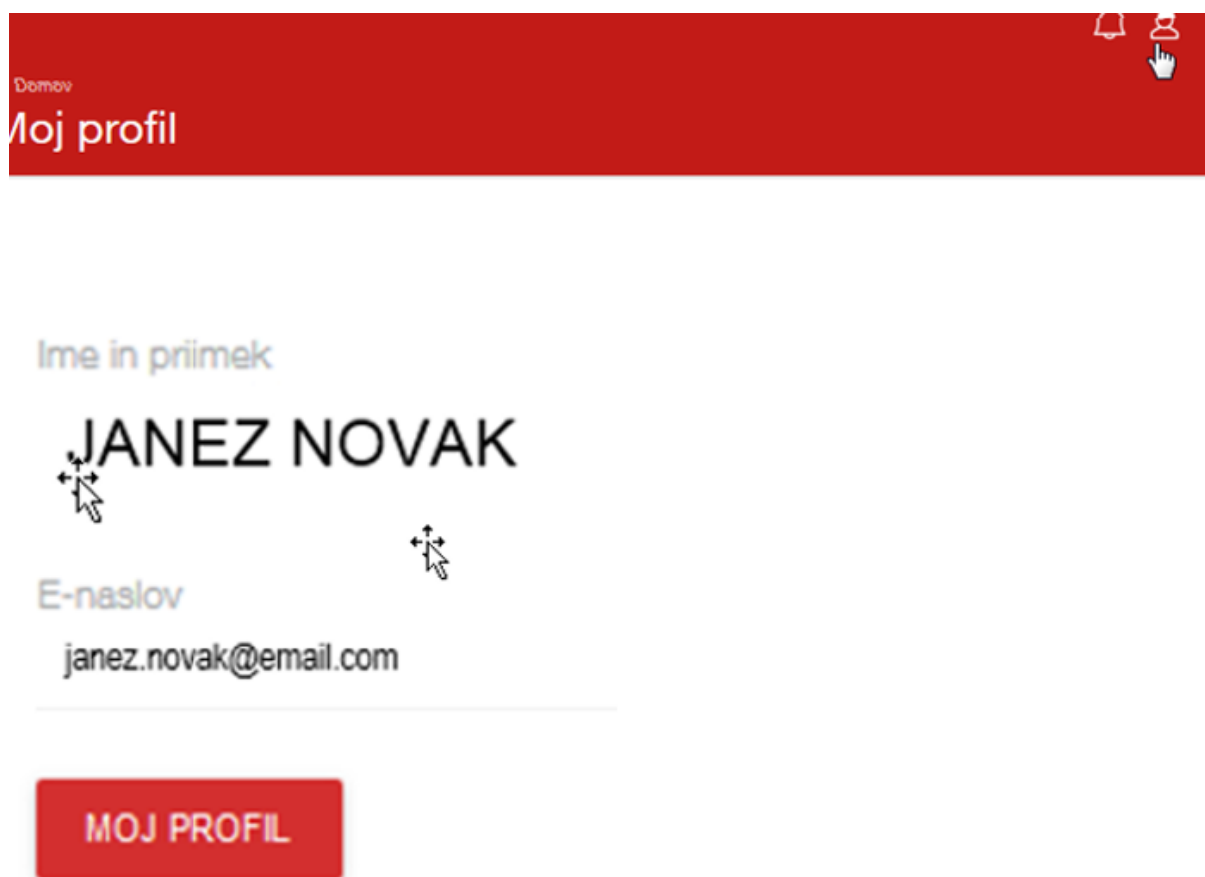 Domov
Moj profil
Ime in priimek
JANEZ NOVAK
E-naslov
janez.novak@email.com
MOJ PROFIL